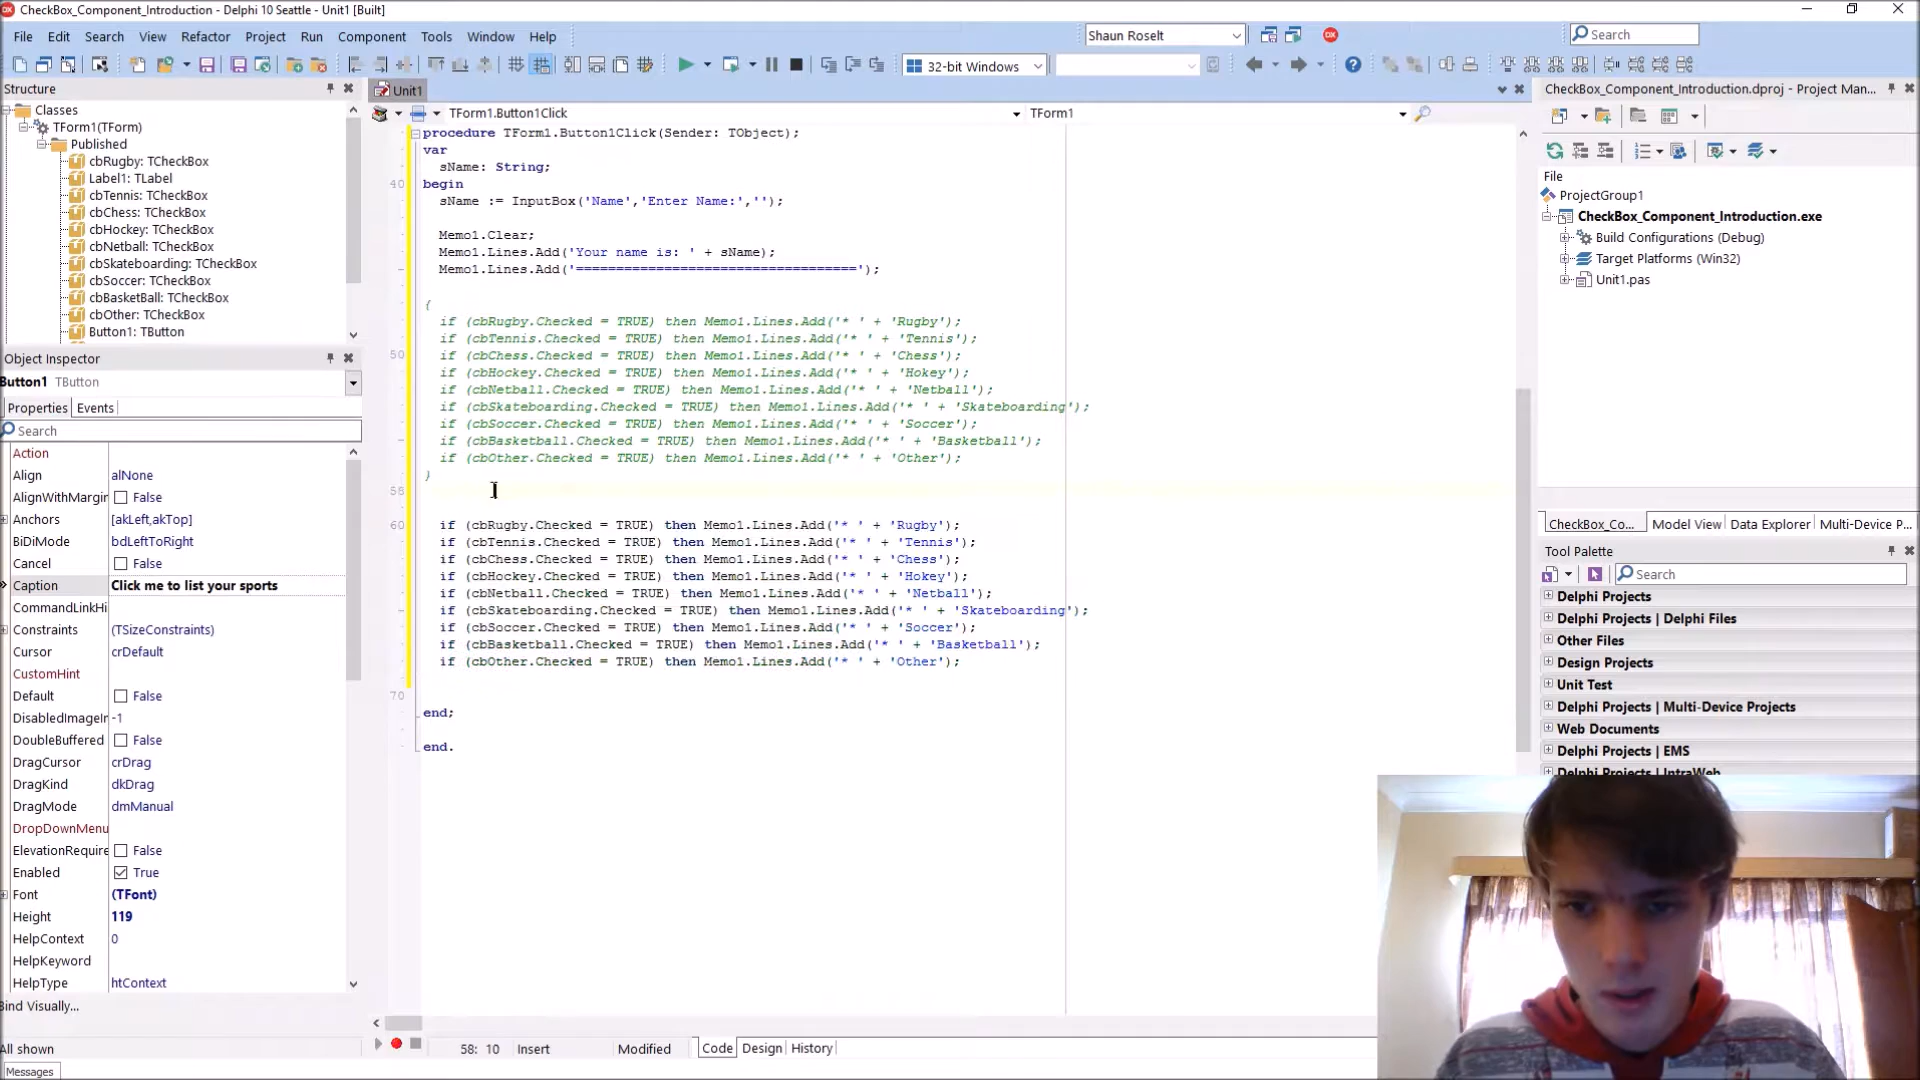 CheckBox_Component_Introduction - Delphi 10 Seattle - Unit1 [Built]
File Edit Search View Refactor Project Run Component Tools Window Help
Shaun Roselt
Search
32-bit Windows
Structure
Classes
TForm1(TForm)
Published
cbRugby: TCheckBox
Label1: TLabel
cbTennis: TCheckBox
cbChess: TCheckBox
cbHockey: TCheckBox
cbNetball: TCheckBox
cbSkateboarding: TCheckBox
cbSoccer: TCheckBox
cbBasketBall: TCheckBox
cbOther: TCheckBox
Button1: TButton
Object Inspector
Button1 TButton
Properties Events
Search
Action
Align alNone
AlignWithMargin False
Anchors [akLeft,akTop]
BiDiMode bdLeftToRight
Cancel False
Caption Click me to list your sports
CommandLinkHi
Constraints (TSizeConstraints)
Cursor crDefault
CustomHint
Default False
DisabledImageIr -1
DoubleBuffered False
DragCursor crDrag
DragKind dkDrag
DragMode dmManual
DropDownMenu
ElevationRequire False
Enabled True
Font (TFont)
Height 119
HelpContext 0
HelpKeyword
HelpType htContext
Bind Visually...
All shown
Messages
Unit1
TForm1.Button1Click TForm1
procedure TForm1.Button1Click(Sender: TObject);
var
sName: String;
40 begin
sName := InputBox('Name','Enter Name:','');
Memo1.Clear;
Memo1.Lines.Add('Your name is: ' + sName);
Memo1.Lines.Add('===================================');
{
if (cbRugby.Checked = TRUE) then Memo1.Lines.Add('* ' + 'Rugby');
if (cbTennis.Checked = TRUE) then Memo1.Lines.Add('* ' + 'Tennis');
50 if (cbChess.Checked = TRUE) then Memo1.Lines.Add('* ' + 'Chess');
if (cbHockey.Checked = TRUE) then Memo1.Lines.Add('* ' + 'Hokey');
if (cbNetball.Checked = TRUE) then Memo1.Lines.Add('* ' + 'Netball');
if (cbSkateboarding.Checked = TRUE) then Memo1.Lines.Add('* ' + 'Skateboarding');
if (cbSoccer.Checked = TRUE) then Memo1.Lines.Add('* ' + 'Soccer');
if (cbBasketball.Checked = TRUE) then Memo1.Lines.Add('* ' + 'Basketball');
if (cbOther.Checked = TRUE) then Memo1.Lines.Add('* ' + 'Other');
}
60 if (cbRugby.Checked = TRUE) then Memo1.Lines.Add('* ' + 'Rugby');
if (cbTennis.Checked = TRUE) then Memo1.Lines.Add('* ' + 'Tennis');
if (cbChess.Checked = TRUE) then Memo1.Lines.Add('* ' + 'Chess');
if (cbHockey.Checked = TRUE) then Memo1.Lines.Add('* ' + 'Hokey');
if (cbNetball.Checked = TRUE) then Memo1.Lines.Add('* ' + 'Netball');
if (cbSkateboarding.Checked = TRUE) then Memo1.Lines.Add('* ' + 'Skateboarding');
if (cbSoccer.Checked = TRUE) then Memo1.Lines.Add('* ' + 'Soccer');
if (cbBasketball.Checked = TRUE) then Memo1.Lines.Add('* ' + 'Basketball');
if (cbOther.Checked = TRUE) then Memo1.Lines.Add('* ' + 'Other');
70
end;
end.
58: 10 Insert Modified Code Design History
CheckBox_Component_Introduction.dproj - Project Man...
File
ProjectGroup1
CheckBox_Component_Introduction.exe
Build Configurations (Debug)
Target Platforms (Win32)
Unit1.pas
CheckBox_Co... Model View Data Explorer Multi-Device P...
Tool Palette
Search
Delphi Projects
Delphi Projects | Delphi Files
Other Files
Design Projects
Unit Test
Delphi Projects | Multi-Device Projects
Web Documents
Delphi Projects | EMS
Delphi Projects | IntraWeb